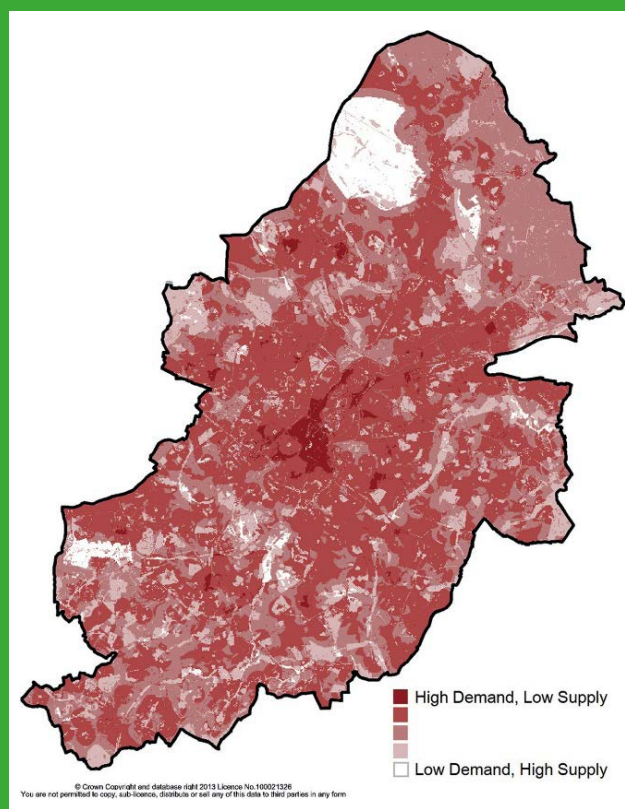 High Demand, Low Supply
Low Demand, High Supply
© Crown Copyright and database right 2013 Licence No.100021326
You are not permitted to copy, sub-licence, distribute or sell any of this data to third parties in any form